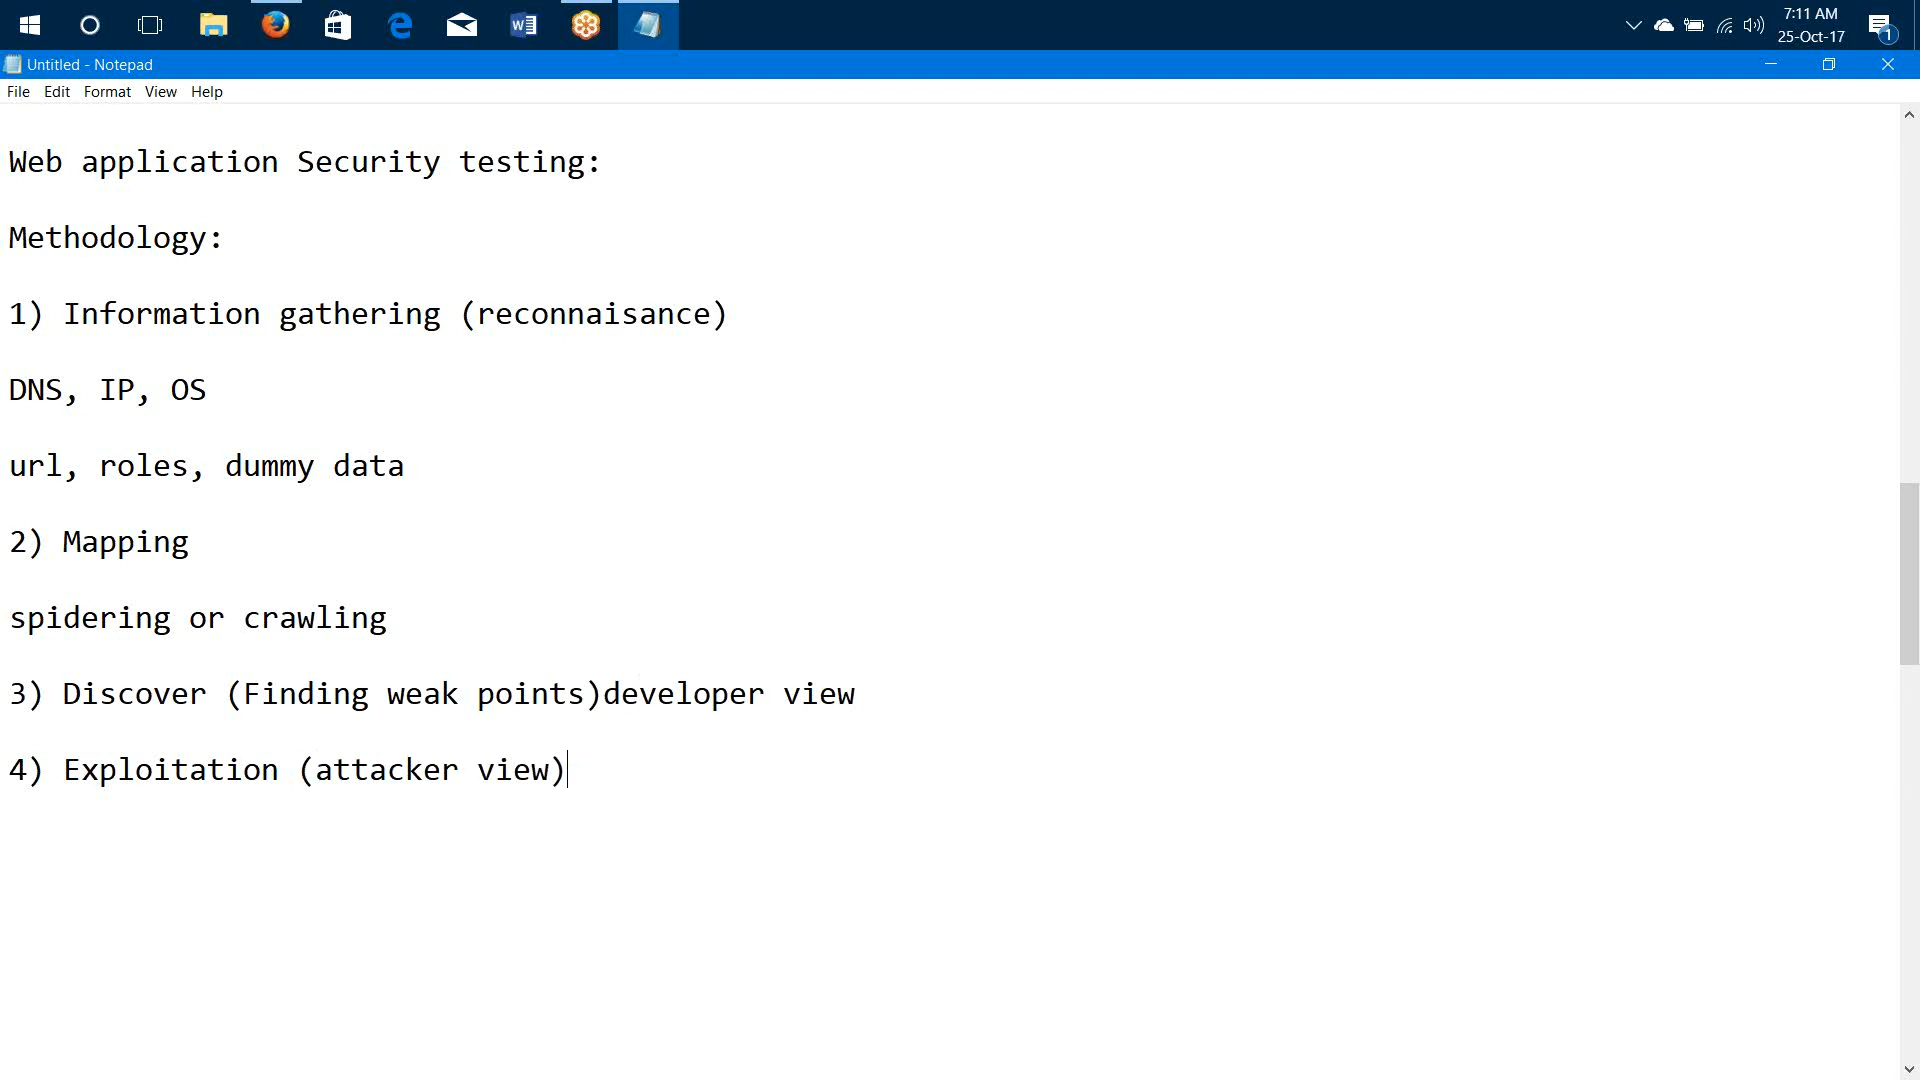 7:11 AM
25-Oct-17
1
Untitled - Notepad
File Edit Format View Help
Web application Security testing:
Methodology:
1) Information gathering (reconnaisance)
DNS, IP, OS
url, roles, dummy data
2) Mapping
spidering or crawling
3) Discover (Finding weak points)developer view
4) Exploitation (attacker view)